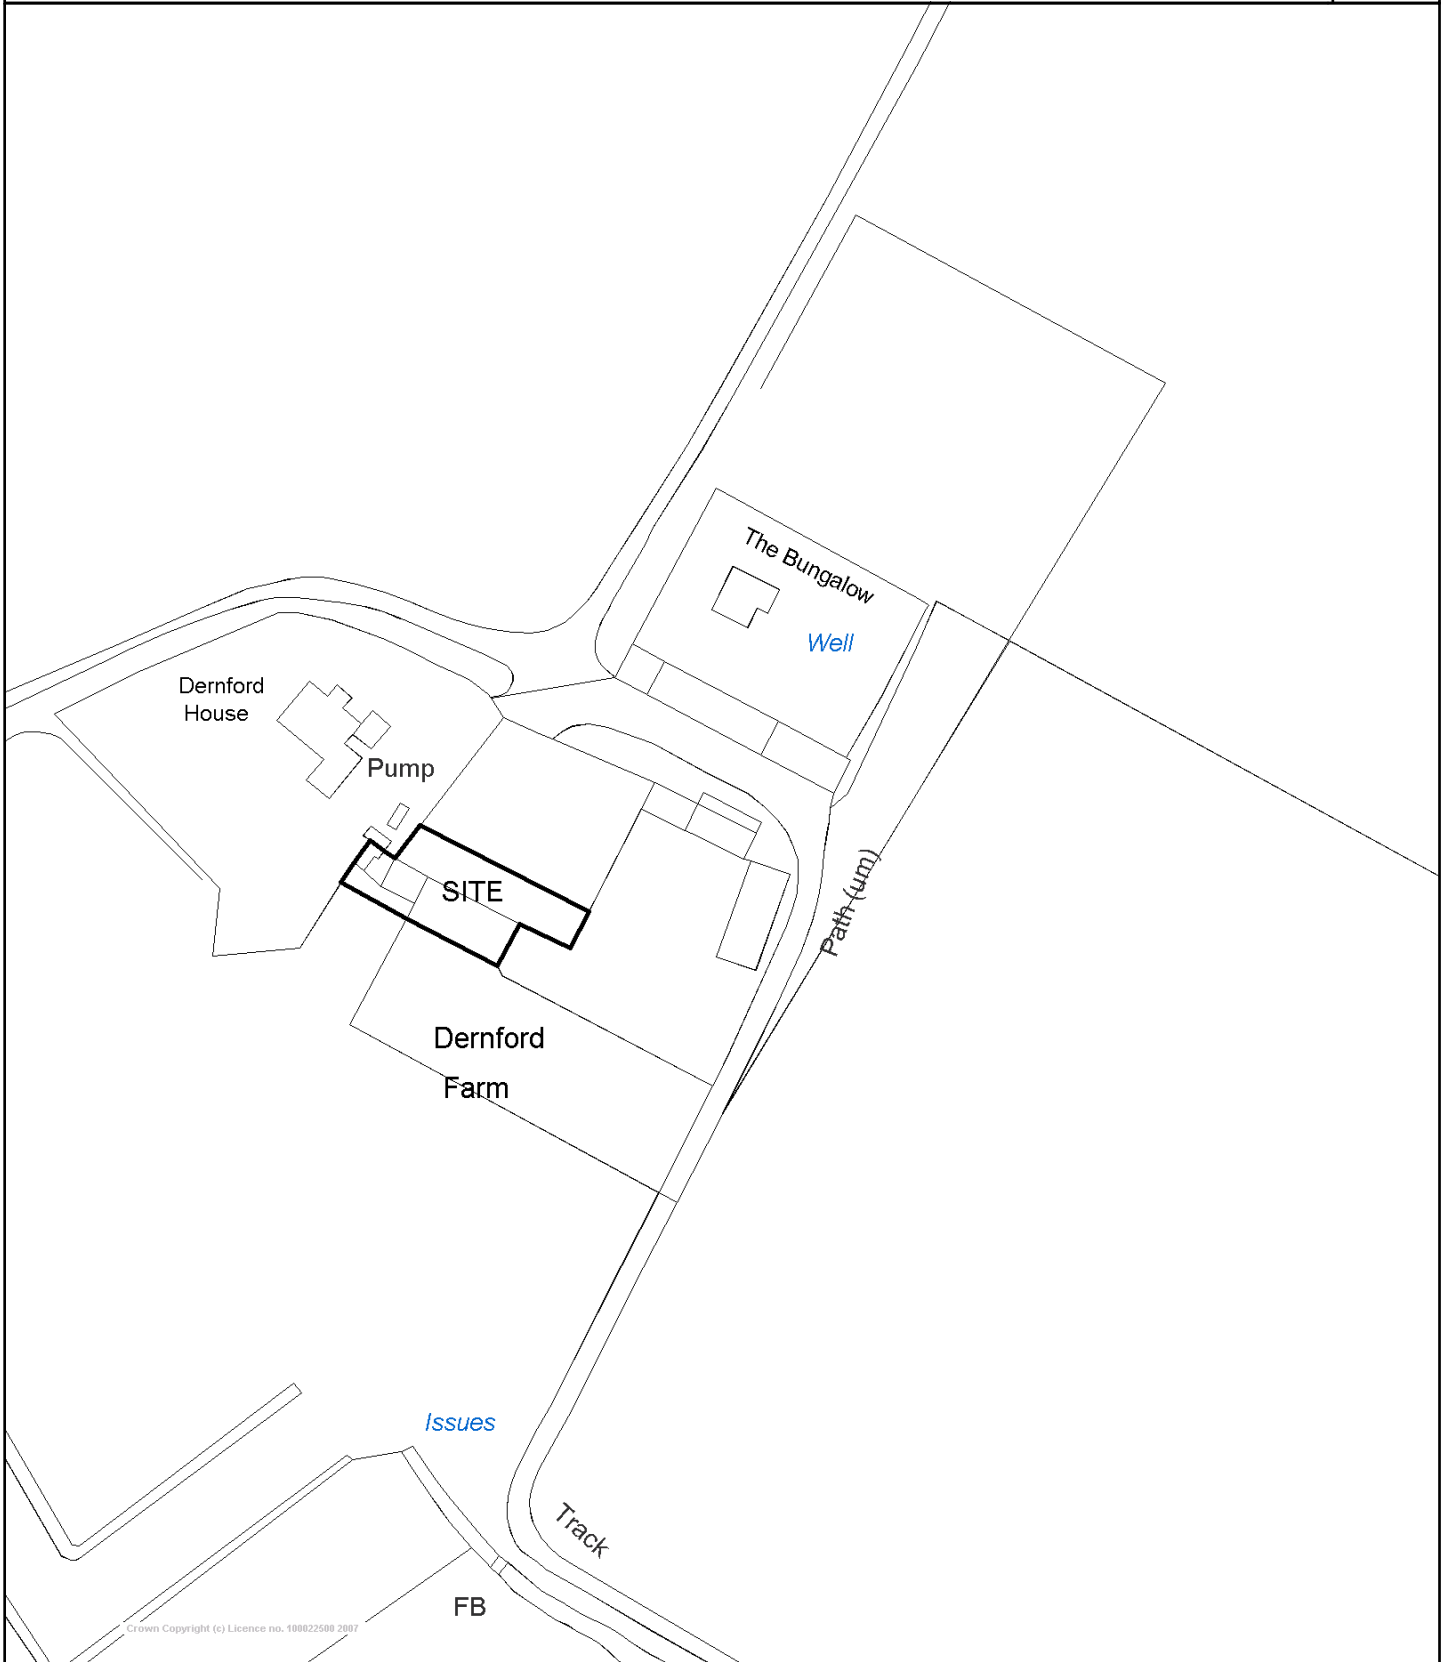 The Bungalow
Well
Dernford
House
Pump
SITE
Path (um)
Dernford
Farm
Issues
Track
FB
Crown Copyright (c) Licence no. 100022500 2007